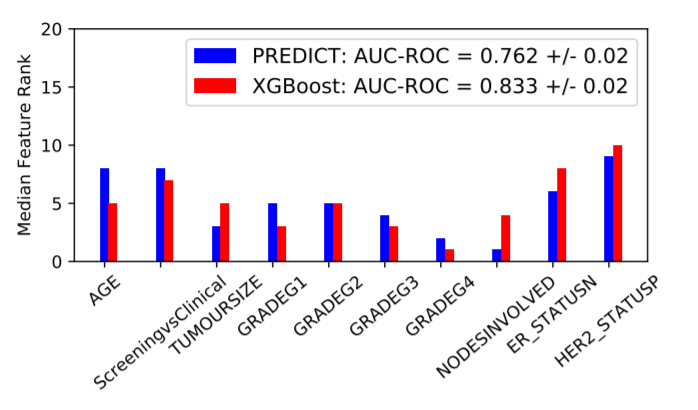 20
15
10
5
0
Median Feature Rank
PREDICT: AUC-ROC = 0.762 +/- 0.02
XGBoost: AUC-ROC = 0.833 +/- 0.02
AGE
ScreeningvsClinical
TUMOURSIZE
GRADEG1
GRADEG2
GRADEG3
GRADEG4
NODESINVOLVED
ER_STATUSN
HER2_STATUSP